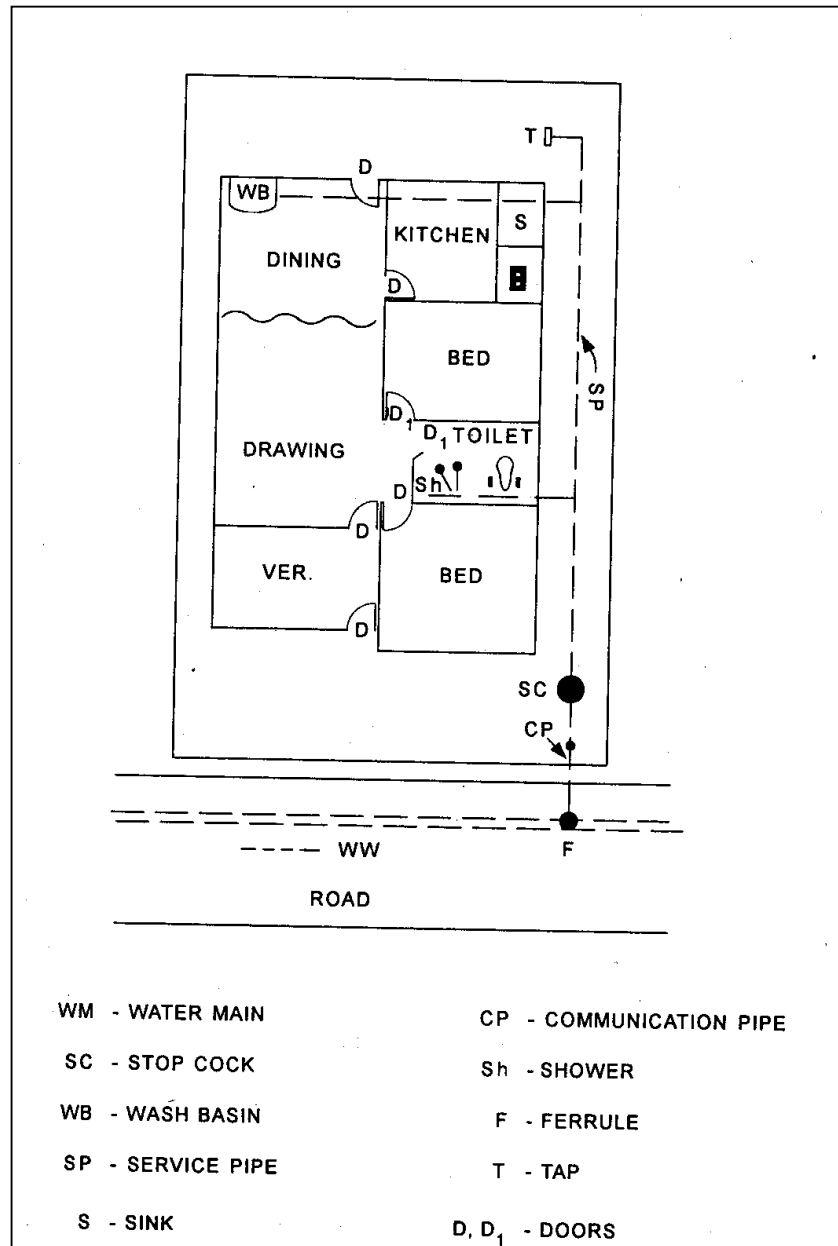 T
D
WB
KITCHEN
S
DINING
D
BED
SP
D1
D1 TOILET
DRAWING
Sh
D
D
VER.
BED
D
SC
CP
WW
F
ROAD
WM - WATER MAIN
CP - COMMUNICATION PIPE
SC - STOP COCK
Sh - SHOWER
WB - WASH BASIN
F - FERRULE
SP - SERVICE PIPE
T - TAP
S - SINK
D, D1 - DOORS